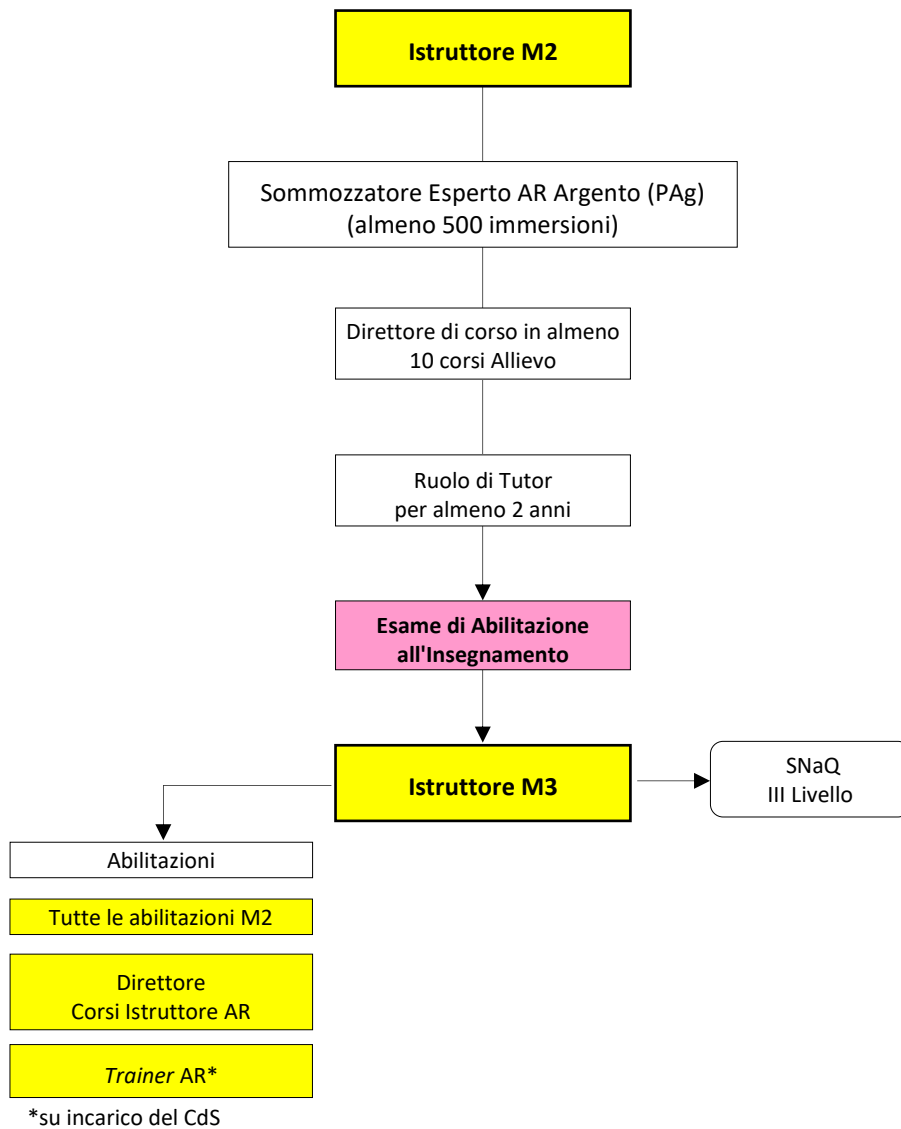 Istruttore M2
Sommozzatore Esperto AR Argento (PAg)
(almeno 500 immersioni)
Direttore di corso in almeno
10 corsi Allievo
Ruolo di Tutor
per almeno 2 anni
Esame di Abilitazione
all'Insegnamento
Istruttore M3
SNaQ
III Livello
Abilitazioni
Tutte le abilitazioni M2
Direttore
Corsi Istruttore AR
Trainer AR*
*su incarico del CdS